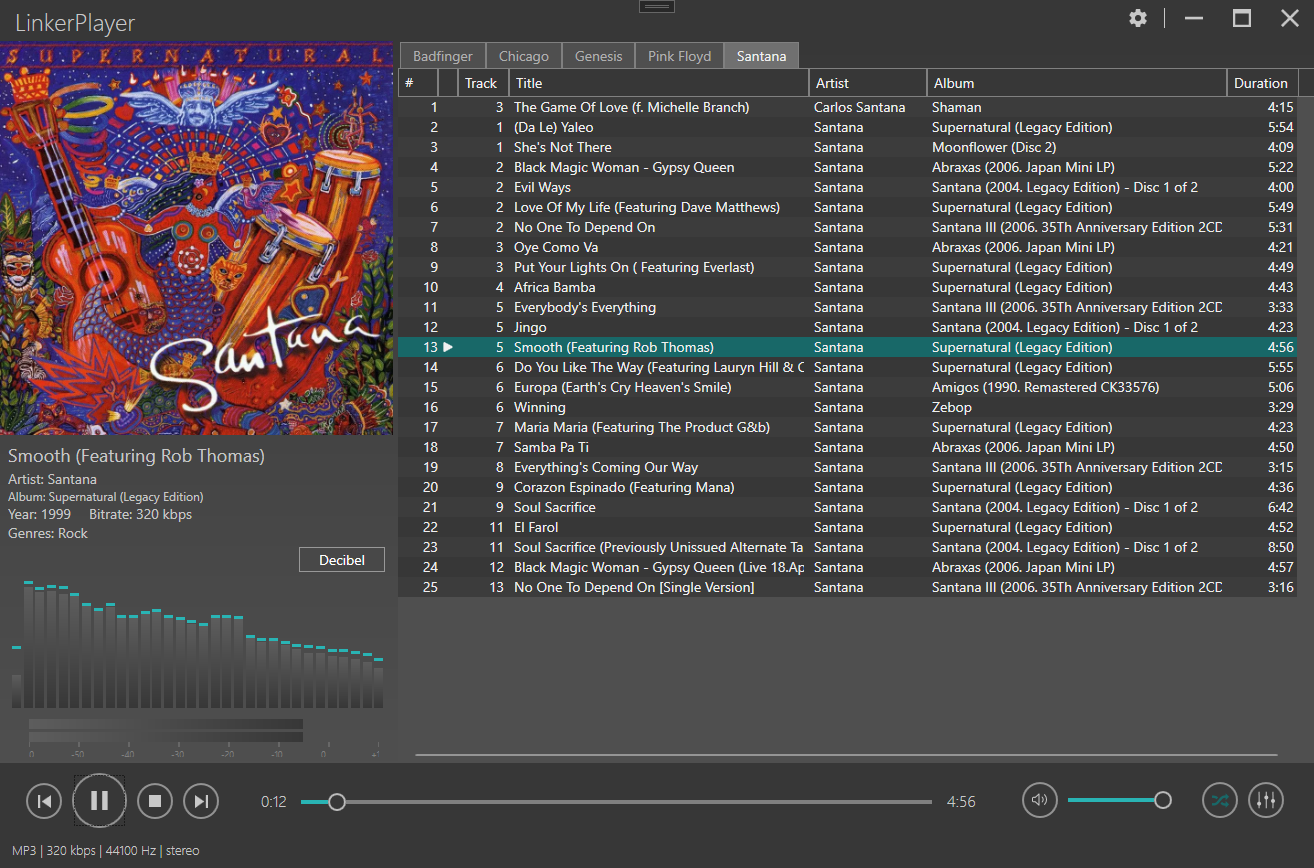 LinkerPlayer
SUPERNATURAL
Santana
Badfinger Chicago Genesis Pink Floyd Santana
# Track Title Artist Album Duration
1 3 The Game Of Love (f. Michelle Branch) Carlos Santana Shaman 4:15
2 1 (Da Le) Yaleo Santana Supernatural (Legacy Edition) 5:54
3 1 She's Not There Santana Moonflower (Disc 2) 4:09
4 2 Black Magic Woman - Gypsy Queen Santana Abraxas (2006. Japan Mini LP) 5:22
5 2 Evil Ways Santana Santana (2004. Legacy Edition) - Disc 1 of 2 4:00
6 2 Love Of My Life (Featuring Dave Matthews) Santana Supernatural (Legacy Edition) 5:49
7 2 No One To Depend On Santana Santana III (2006. 35Th Anniversary Edition 2CD 5:31
8 3 Oye Como Va Santana Abraxas (2006. Japan Mini LP) 4:21
9 3 Put Your Lights On ( Featuring Everlast) Santana Supernatural (Legacy Edition) 4:49
10 4 Africa Bamba Santana Supernatural (Legacy Edition) 4:43
11 5 Everybody's Everything Santana Santana III (2006. 35Th Anniversary Edition 2CD 3:33
12 5 Jingo Santana Santana (2004. Legacy Edition) - Disc 1 of 2 4:23
13 5 Smooth (Featuring Rob Thomas) Santana Supernatural (Legacy Edition) 4:56
14 6 Do You Like The Way (Featuring Lauryn Hill & C Santana Supernatural (Legacy Edition) 5:55
15 6 Europa (Earth's Cry Heaven's Smile) Santana Amigos (1990. Remastered CK33576) 5:06
16 6 Winning Santana Zebop 3:29
17 7 Maria Maria (Featuring The Product G&b) Santana Supernatural (Legacy Edition) 4:23
18 7 Samba Pa Ti Santana Abraxas (2006. Japan Mini LP) 4:50
19 8 Everything's Coming Our Way Santana Santana III (2006. 35Th Anniversary Edition 2CD 3:15
20 9 Corazon Espinado (Featuring Mana) Santana Supernatural (Legacy Edition) 4:36
21 9 Soul Sacrifice Santana Santana (2004. Legacy Edition) - Disc 1 of 2 6:42
22 11 El Farol Santana Supernatural (Legacy Edition) 4:52
23 11 Soul Sacrifice (Previously Unissued Alternate Ta Santana Santana (2004. Legacy Edition) - Disc 1 of 2 8:50
24 12 Black Magic Woman - Gypsy Queen (Live 18.Ap Santana Abraxas (2006. Japan Mini LP) 4:57
25 13 No One To Depend On [Single Version] Santana Santana III (2006. 35Th Anniversary Edition 2CD 3:16
Smooth (Featuring Rob Thomas)
Artist: Santana
Album: Supernatural (Legacy Edition)
Year: 1999 Bitrate: 320 kbps
Genres: Rock
Decibel
-50 -40 -30 -20 -10 0
0:12 4:56
MP3 | 320 kbps | 44100 Hz | stereo